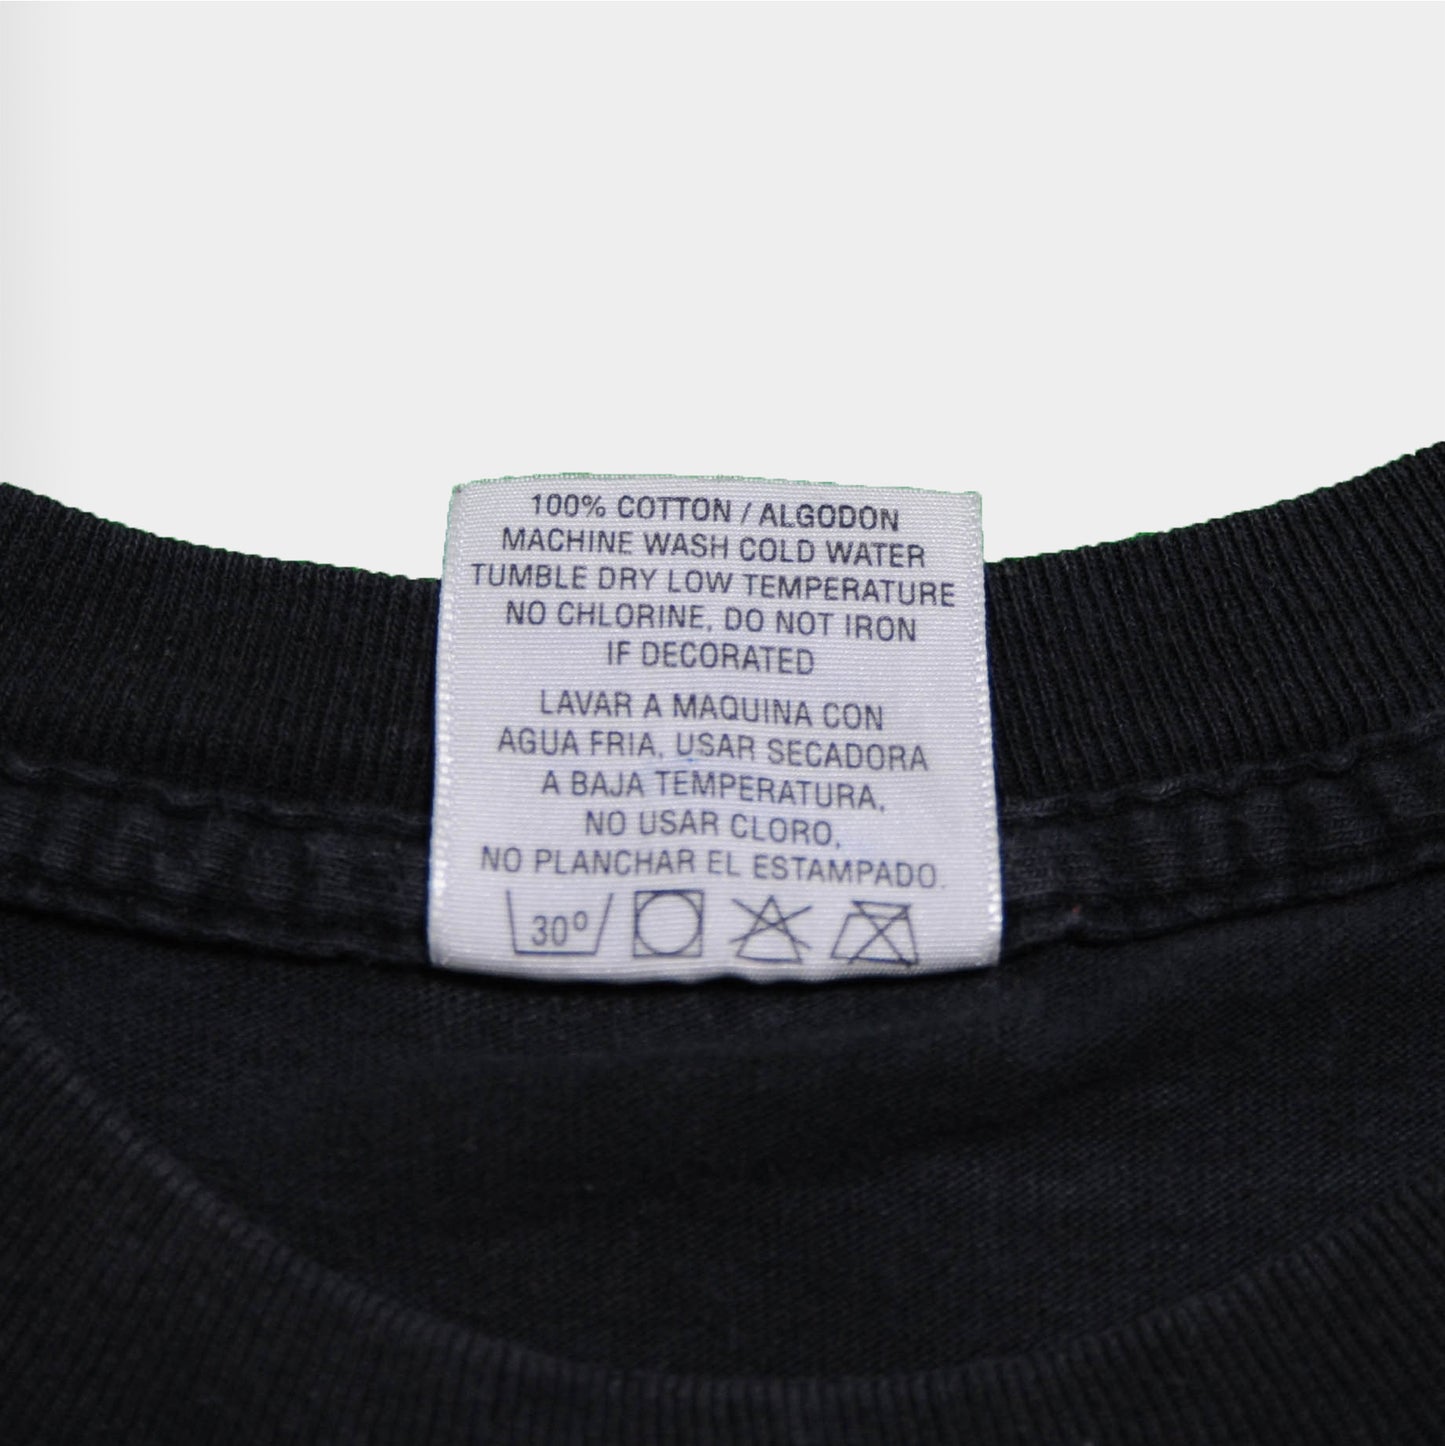 100% COTTON / ALGODON
MACHINE WASH COLD WATER
TUMBLE DRY LOW TEMPERATURE
NO CHLORINE, DO NOT IRON
IF DECORATED
LAVAR A MAQUINA CON
AGUA FRIA, USAR SECADORA
A BAJA TEMPERATURA,
NO USAR CLORO,
NO PLANCHAR EL ESTAMPADO.
30º